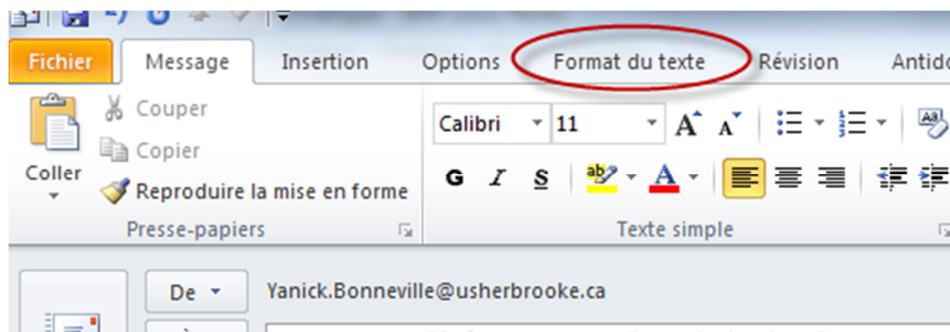 Fichier Message Insertion Options Format du texte Révision
Couper
Calibri 11
Copier
Coller
Reproduire la mise en forme
G I S
Presse-papiers Texte simple
De Yanick.Bonneville@usherbrooke.ca